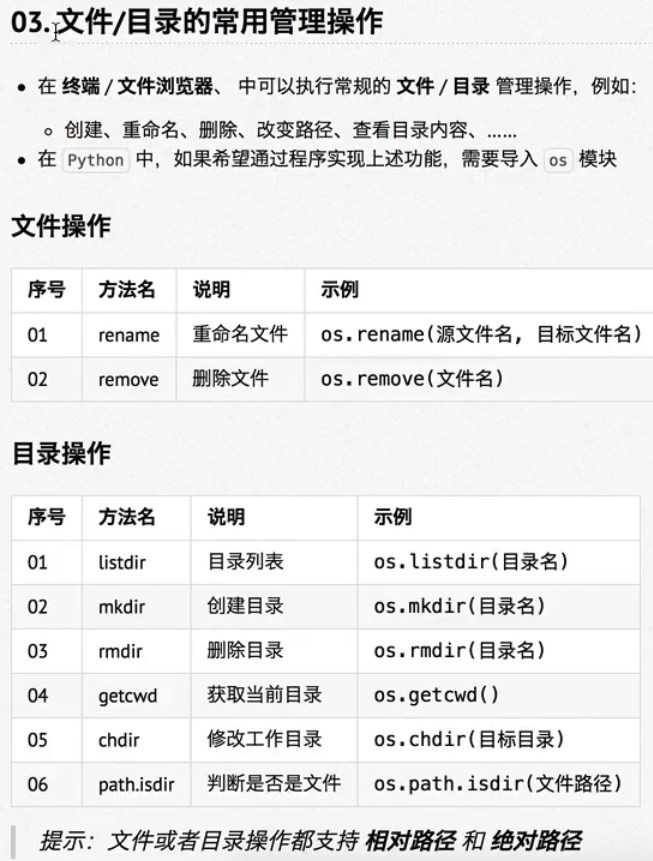 03.文件/目录的常用管理操作
• 在 终端 / 文件浏览器、 中可以执行常规的 文件 / 目录 管理操作，例如：
◦ 创建、重命名、删除、改变路径、查看目录内容、……
• 在 Python 中，如果希望通过程序实现上述功能，需要导入 os 模块
文件操作
序号 方法名 说明 示例
01 rename 重命名文件 os.rename(源文件名, 目标文件名)
02 remove 删除文件 os.remove(文件名)
目录操作
序号 方法名 说明 示例
01 listdir 目录列表 os.listdir(目录名)
02 mkdir 创建目录 os.mkdir(目录名)
03 rmdir 删除目录 os.rmdir(目录名)
04 getcwd 获取当前目录 os.getcwd()
05 chdir 修改工作目录 os.chdir(目标目录)
06 path.isdir 判断是否是文件 os.path.isdir(文件路径)
提示：文件或者目录操作都支持 相对路径 和 绝对路径